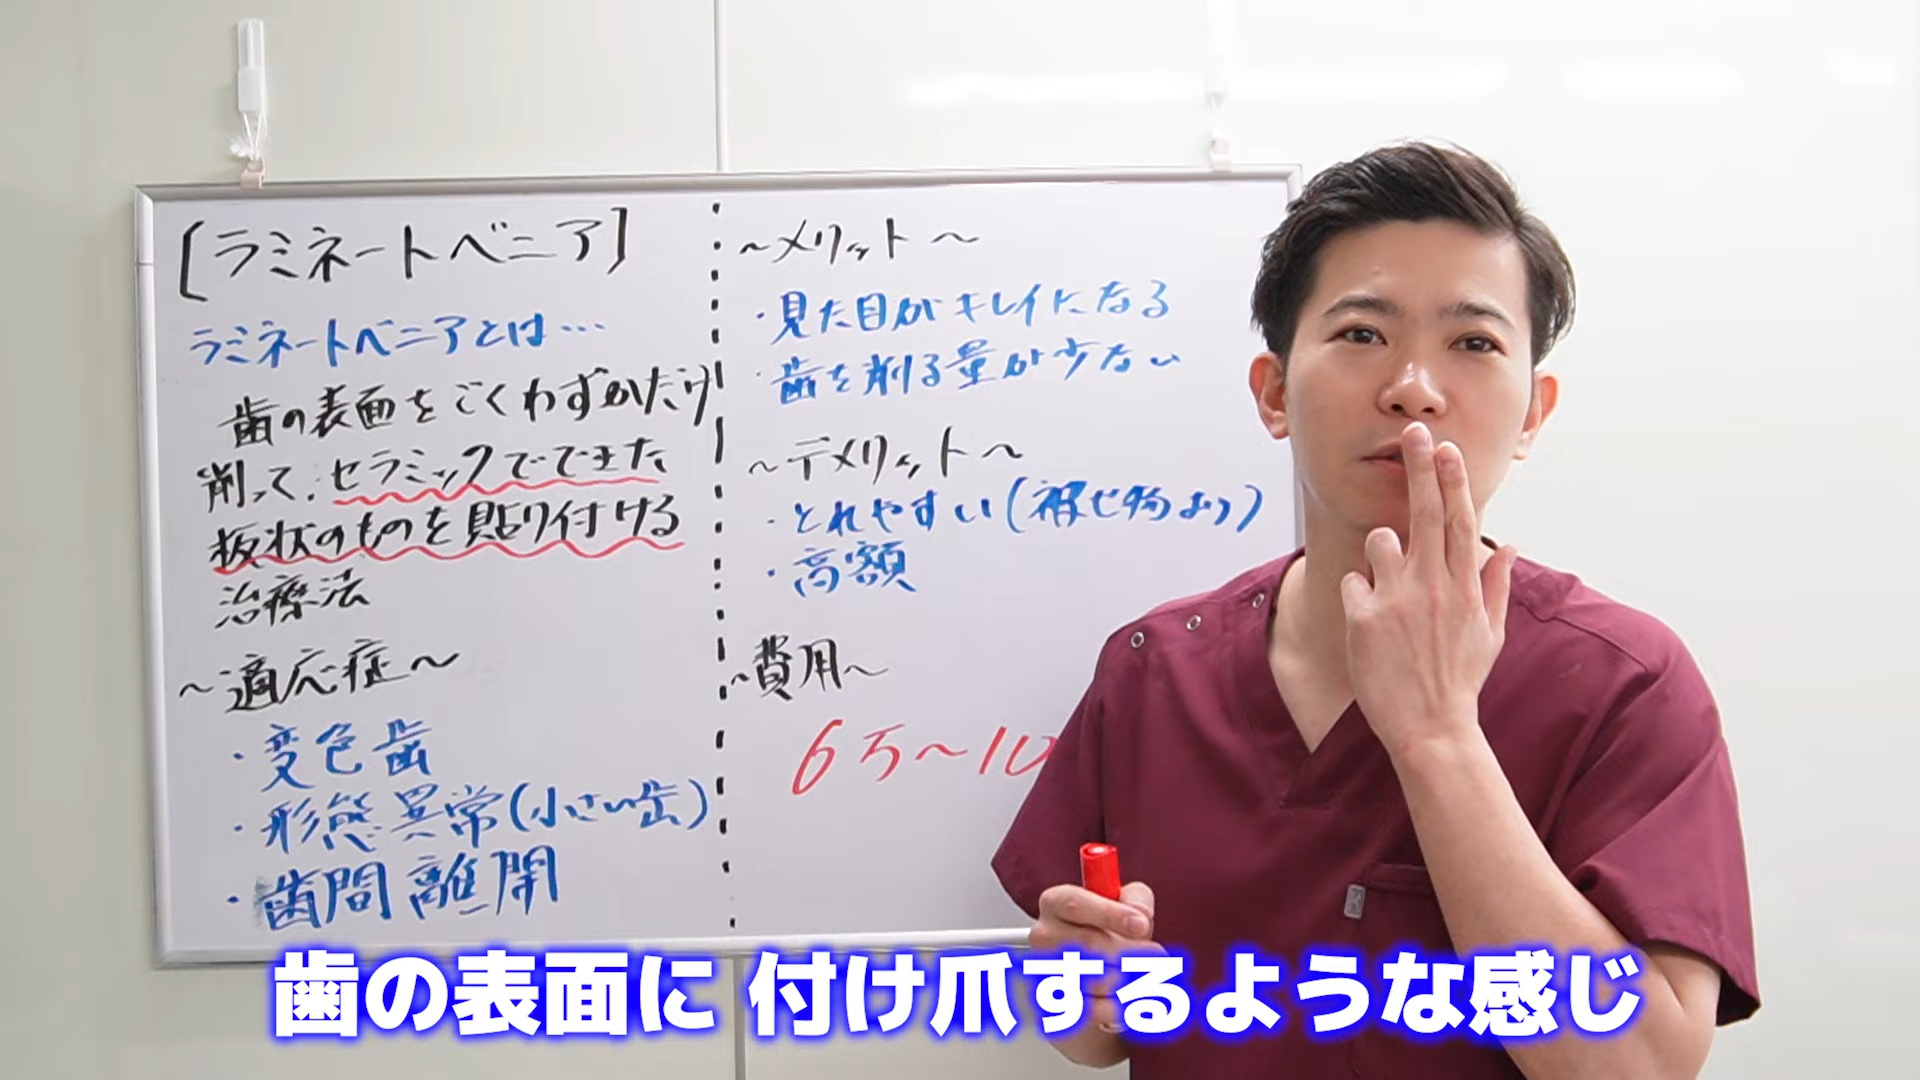 [ラミネートベニア]
ラミネートベニアとは…
歯の表面をごくわずかだけ
削って、セラミックでできた
板状のものを貼り付ける
治療法
～適応症～
・変色歯
・形態異常(小さい歯)
・歯間離開
～メリット～
・見た目がキレイになる
・歯を削る量が少ない
～デメリット～
・とれやすい(被せ物より)
・高額
～費用～
6万～10
歯の表面に 付け爪するような感じ